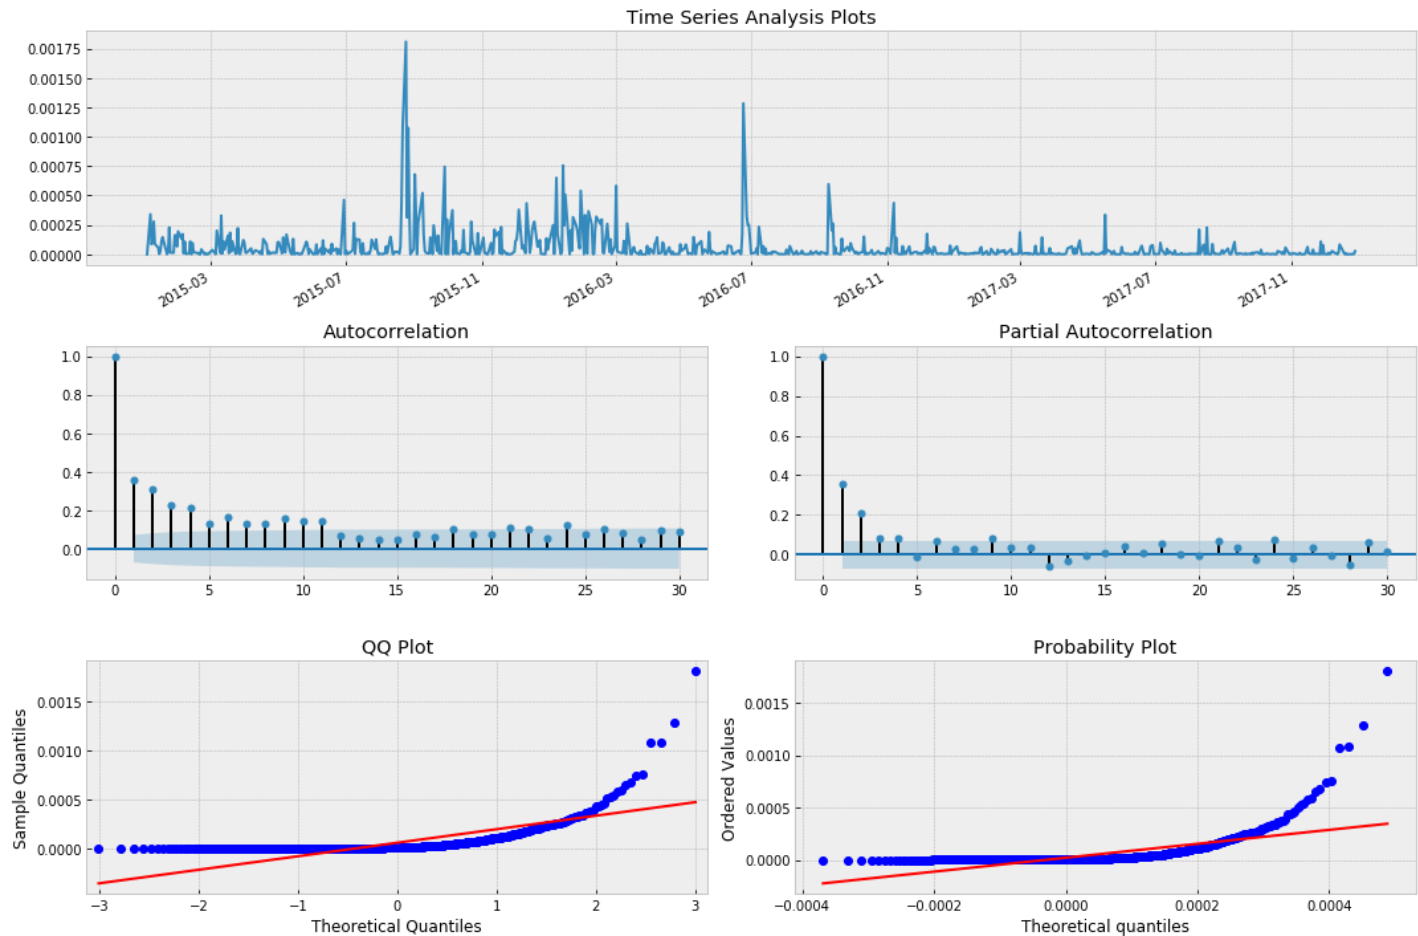 Time Series Analysis Plots
0.00175
0.00150
0.00125
0.00100
0.00075
0.00050
0.00025
0.00000
2015-03 2015-07 2015-11 2016-03 2016-07 2016-11 2017-03 2017-07 2017-11
Autocorrelation
1.0
0.8
0.6
0.4
0.2
0.0
0 5 10 15 20 25 30
Partial Autocorrelation
1.0
0.8
0.6
0.4
0.2
0.0
0 5 10 15 20 25 30
QQ Plot
Sample Quantiles
0.0015
0.0010
0.0005
0.0000
−3 −2 −1 0 1 2 3
Theoretical Quantiles
Probability Plot
Ordered Values
0.0015
0.0010
0.0005
0.0000
−0.0004 −0.0002 0.0000 0.0002 0.0004
Theoretical quantiles